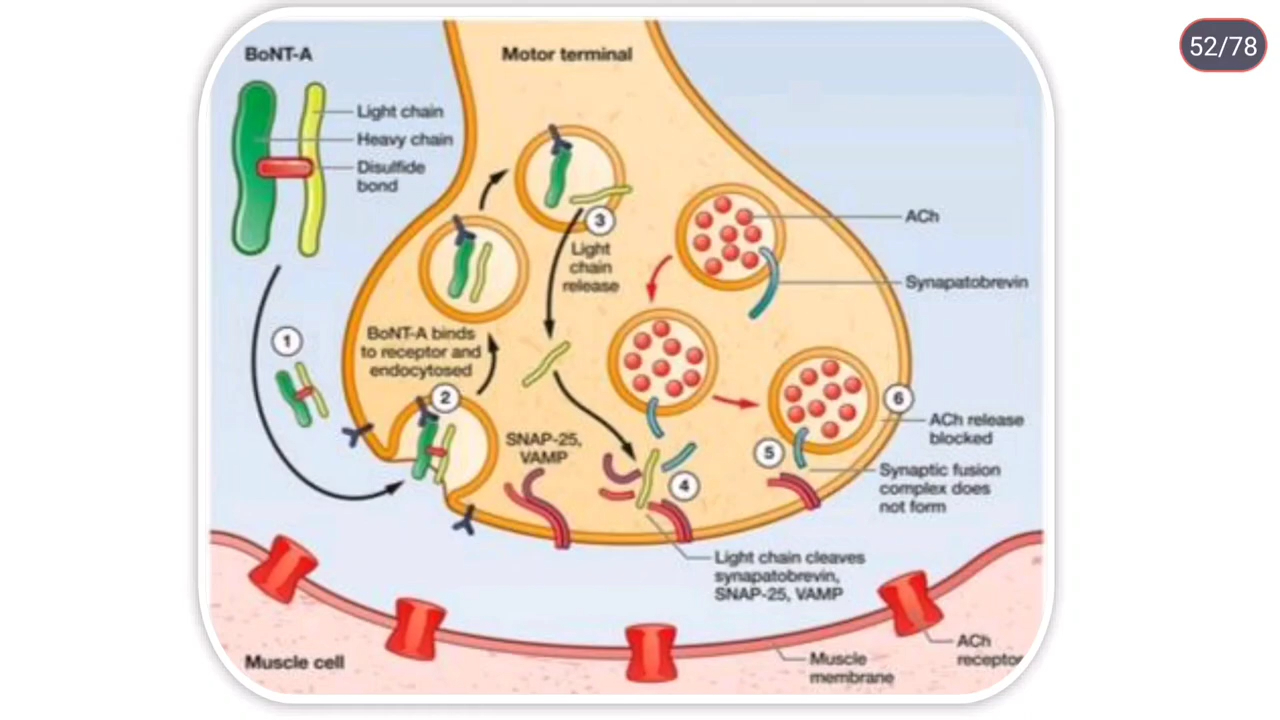 52/78
BoNT-A
Motor terminal
Light chain
Heavy chain
Disulfide
bond
ACh
3
Light
chain
release
Synapatobrevin
1
BoNT-A binds
to receptor and
endocytosed
2
6
ACh release
blocked
SNAP-25,
VAMP
5
Synaptic fusion
complex does
not form
4
Light chain cleaves
synapatobrevin,
SNAP-25, VAMP
ACh
receptor
Muscle cell
Muscle
membrane